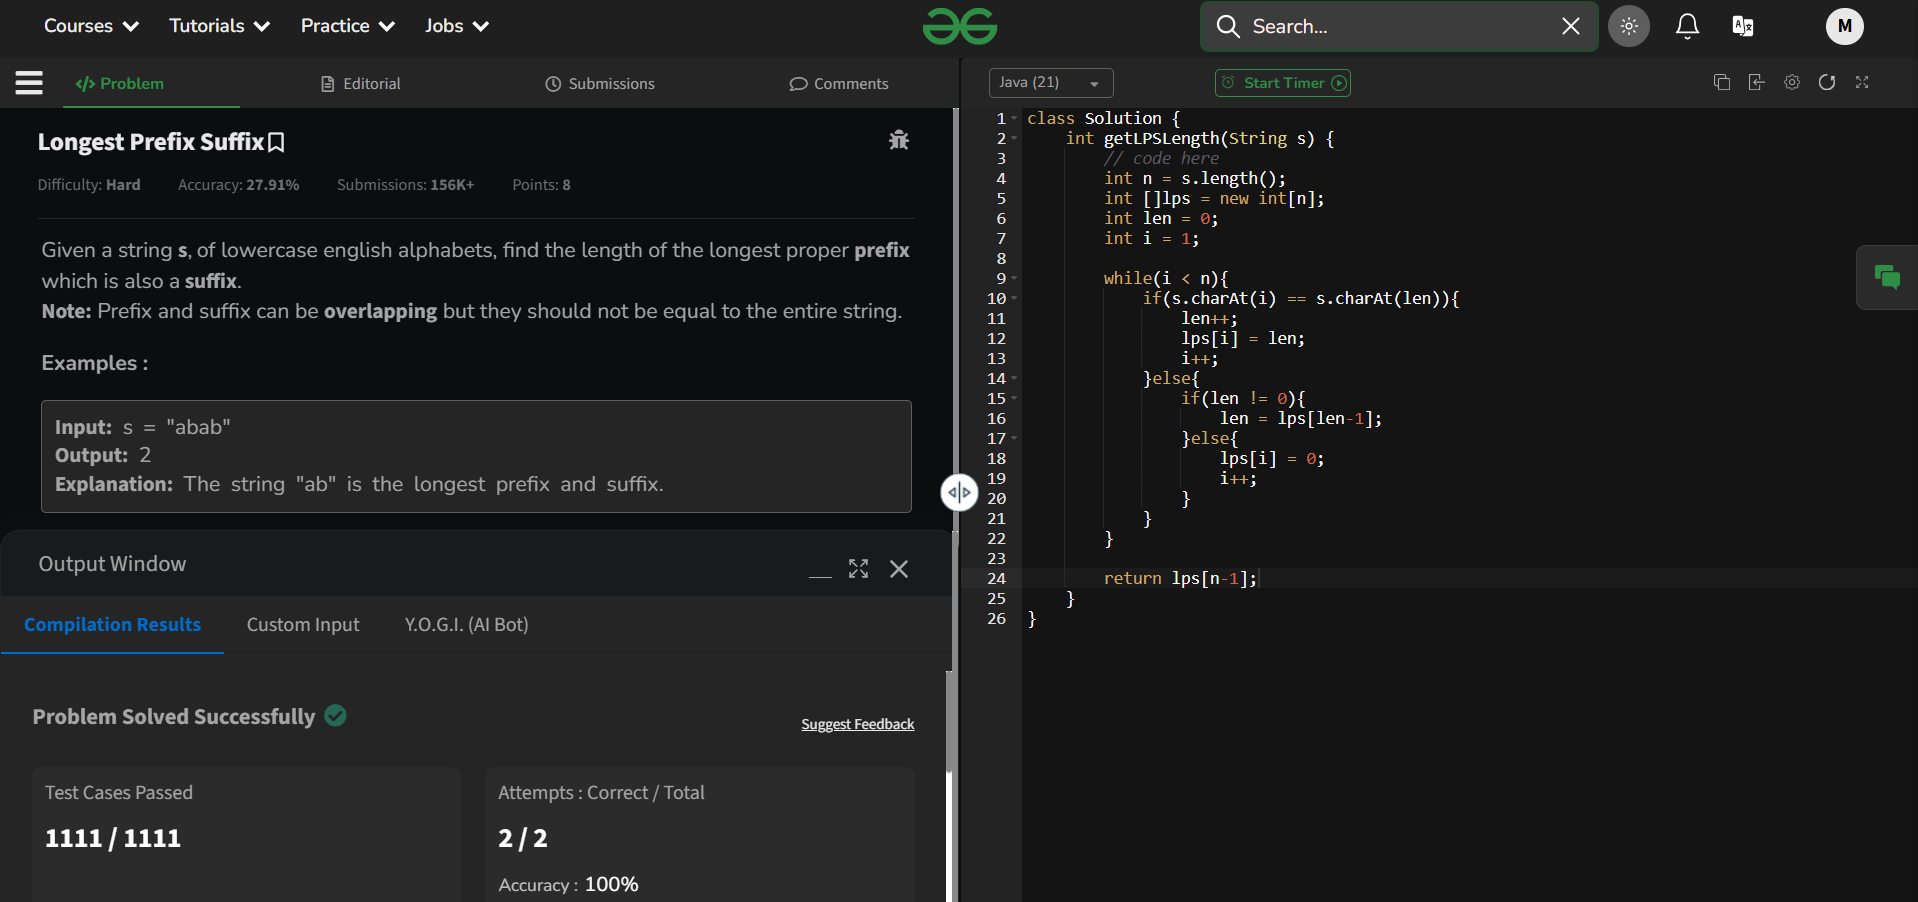 Courses Tutorials Practice Jobs Search... M
Problem Editorial Submissions Comments
Longest Prefix Suffix
Difficulty: Hard Accuracy: 27.91% Submissions: 156K+ Points: 8
Given a string s, of lowercase english alphabets, find the length of the longest proper prefix
which is also a suffix.
Note: Prefix and suffix can be overlapping but they should not be equal to the entire string.
Examples :
Input: s = "abab"
Output: 2
Explanation: The string "ab" is the longest prefix and suffix.
Output Window
Compilation Results Custom Input Y.O.G.I. (AI Bot)
Problem Solved Successfully
Suggest Feedback
Test Cases Passed
1111 / 1111
Attempts : Correct / Total
2 / 2
Accuracy : 100%
Java (21) Start Timer
1 class Solution {
2 int getLPSLength(String s) {
3 // code here
4 int n = s.length();
5 int []lps = new int[n];
6 int len = 0;
7 int i = 1;
8
9 while(i < n){
10 if(s.charAt(i) == s.charAt(len)){
11 len++;
12 lps[i] = len;
13 i++;
14 }else{
15 if(len != 0){
16 len = lps[len-1];
17 }else{
18 lps[i] = 0;
19 i++;
20 }
21 }
22 }
23
24 return lps[n-1];
25 }
26 }